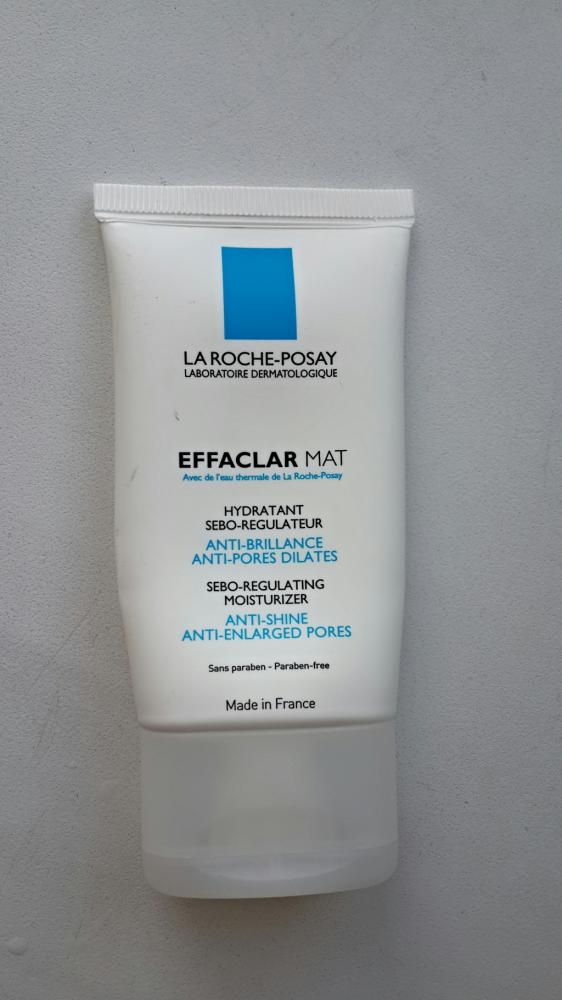 LA ROCHE-POSAY
LABORATOIRE DERMATOLOGIQUE
EFFACLAR MAT
Avec de l'eau thermale de La Roche-Posay
HYDRATANT
SEBO-REGULATEUR
ANTI-BRILLANCE
ANTI-PORES DILATES
SEBO-REGULATING
MOISTURIZER
ANTI-SHINE
ANTI-ENLARGED PORES
Sans paraben - Paraben-free
Made in France